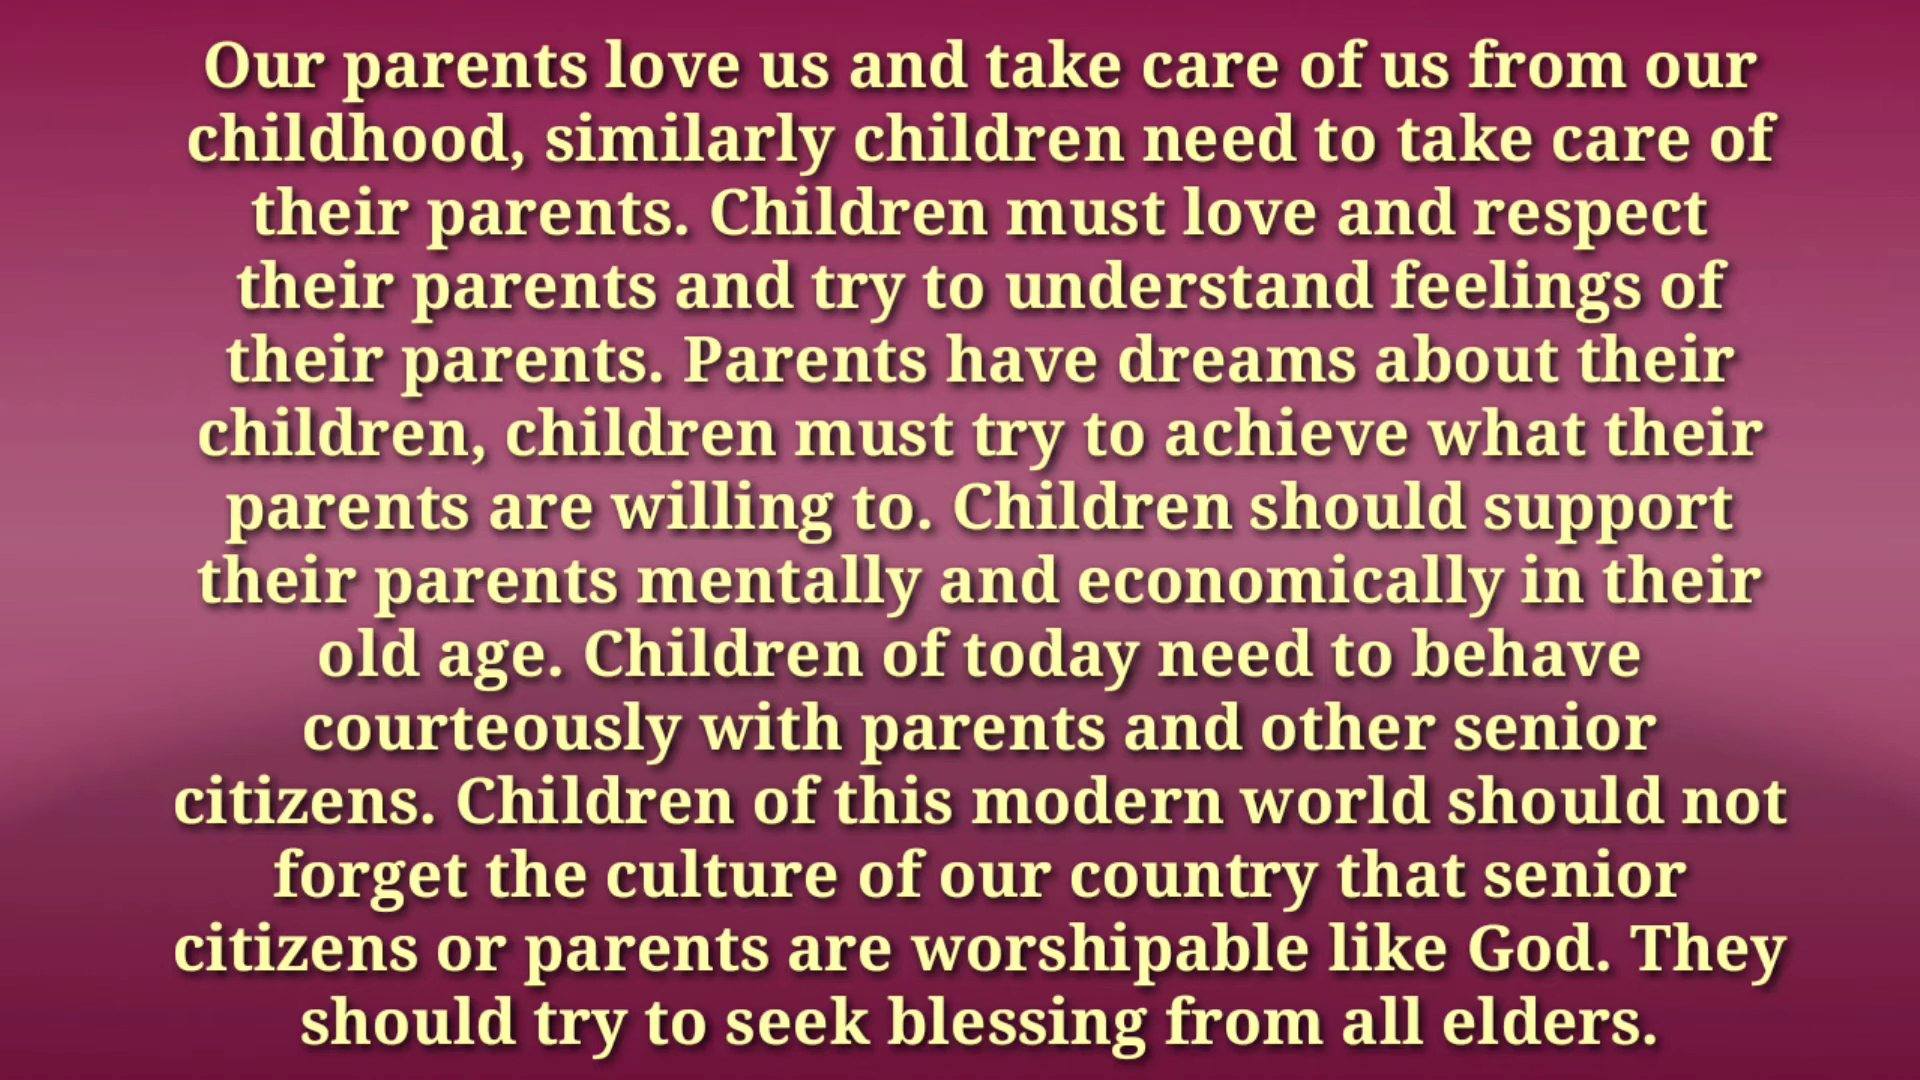 Our parents love us and take care of us from our
childhood, similarly children need to take care of
their parents. Children must love and respect
their parents and try to understand feelings of
their parents. Parents have dreams about their
children, children must try to achieve what their
parents are willing to. Children should support
their parents mentally and economically in their
old age. Children of today need to behave
courteously with parents and other senior
citizens. Children of this modern world should not
forget the culture of our country that senior
citizens or parents are worshipable like God. They
should try to seek blessing from all elders.